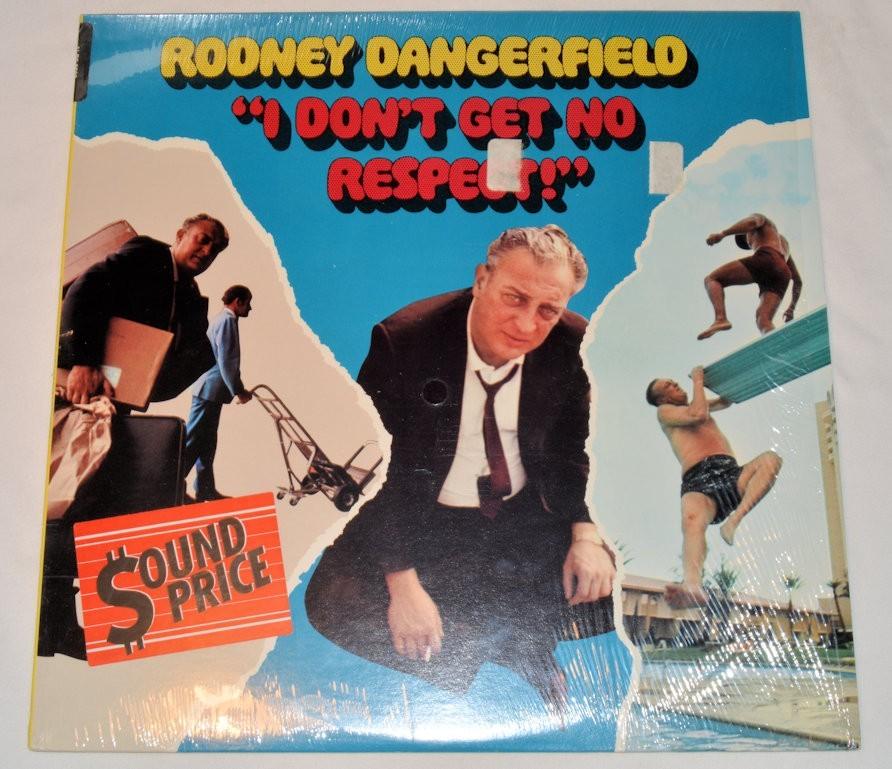 RODNEY DANGERFIELD
“I DON'T GET NO
RESPECT!”
$OUND
PRICE